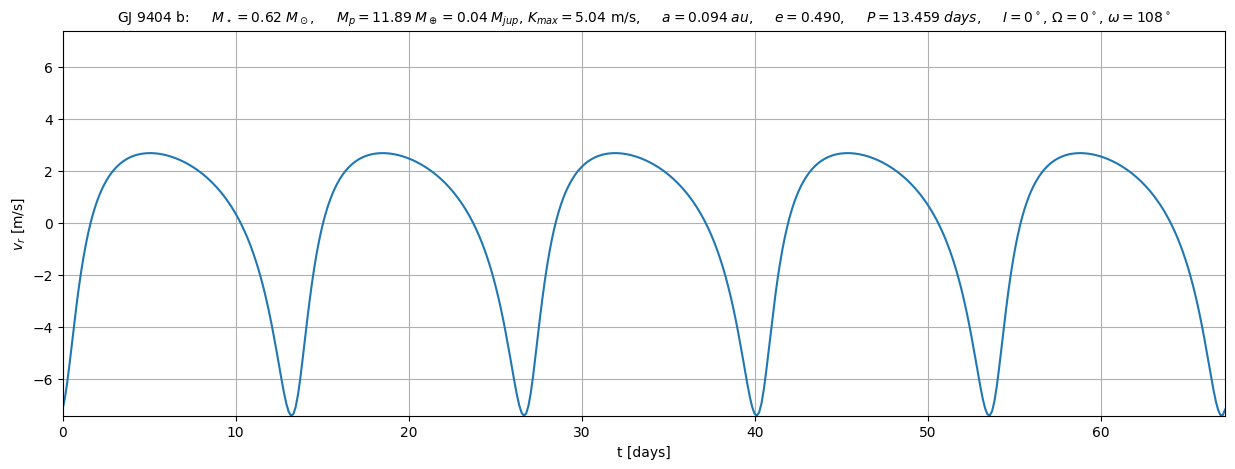 GJ 9404 b: M⋆ = 0.62 M⊙, Mp = 11.89 M⊕ = 0.04 Mjup, Kmax = 5.04 m/s, a = 0.094 au, e = 0.490, P = 13.459 days, I = 0°, Ω = 0°, ω = 108°
6
4
2
0
−2
−4
−6
vr [m/s]
0 10 20 30 40 50 60
t [days]